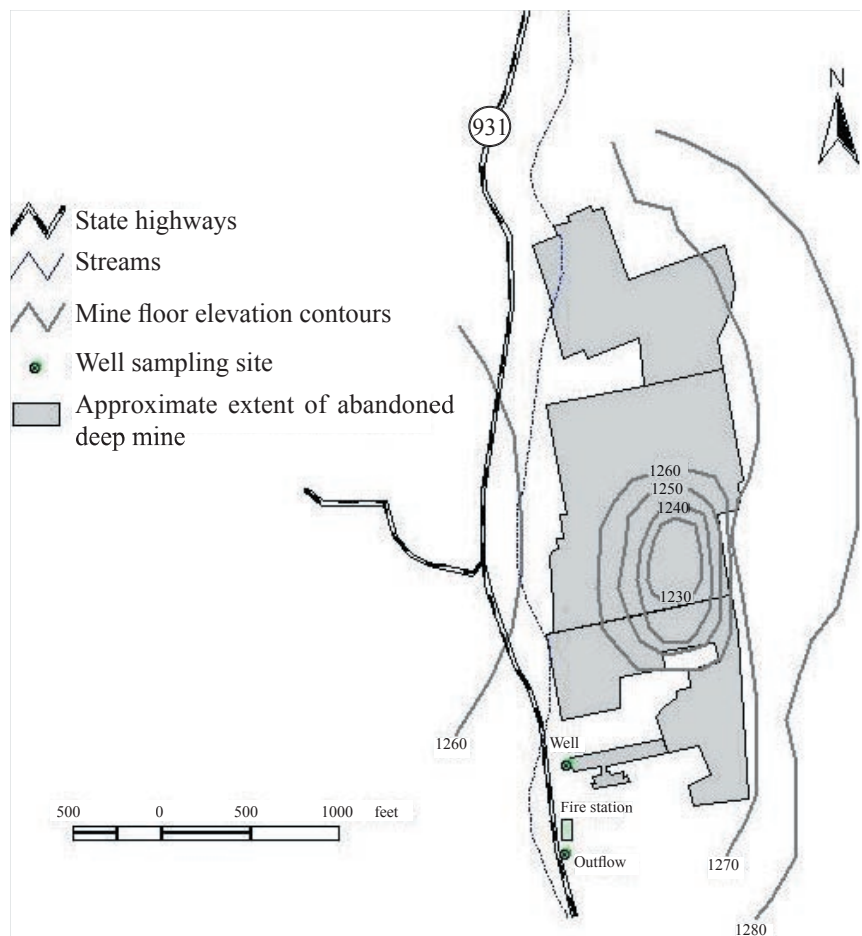 N
931
State highways
Streams
Mine floor elevation contours
Well sampling site
Approximate extent of abandoned
deep mine
1260
1250
1240
1230
1260
Well
500 0 500 1000 feet
Fire station
Outflow
1270
1280